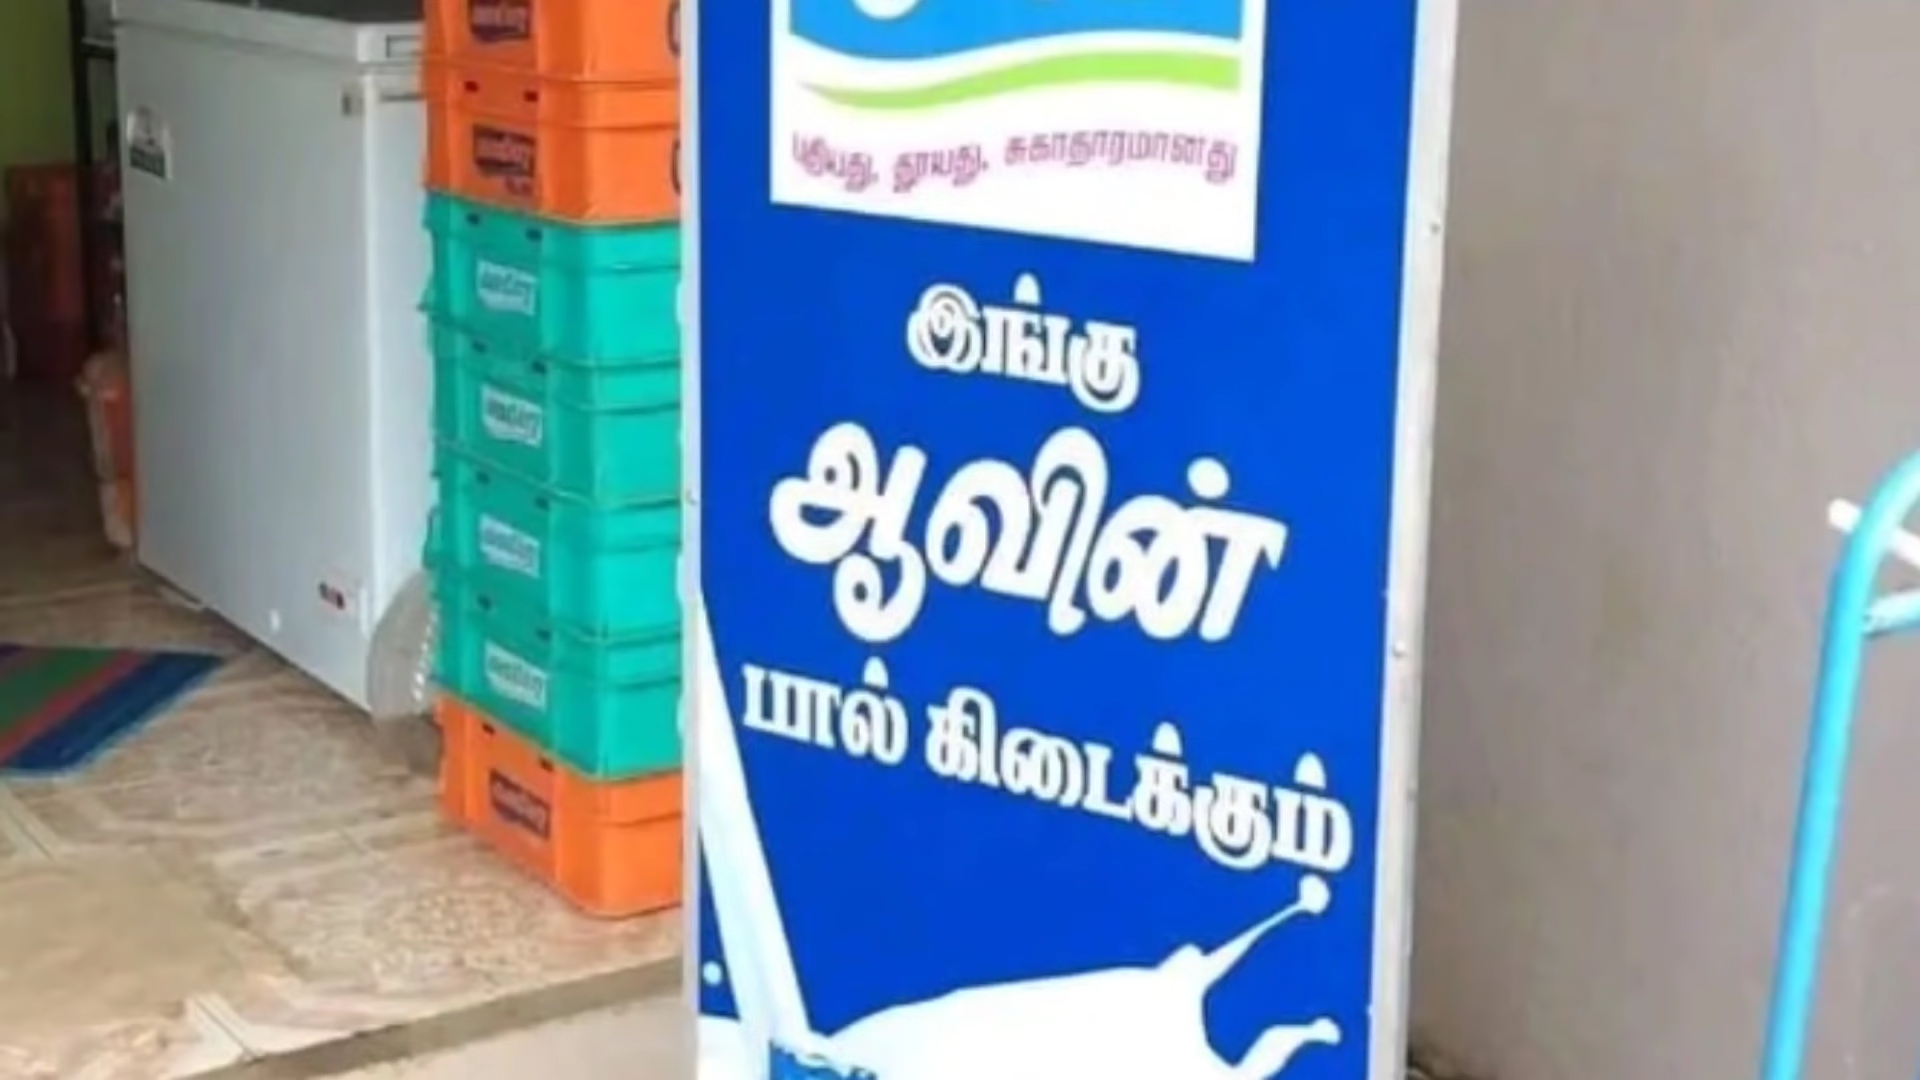 புதியது, தூயது, சுகாதாரமானது
இங்கு
ஆவின்
பால் கிடைக்கும்